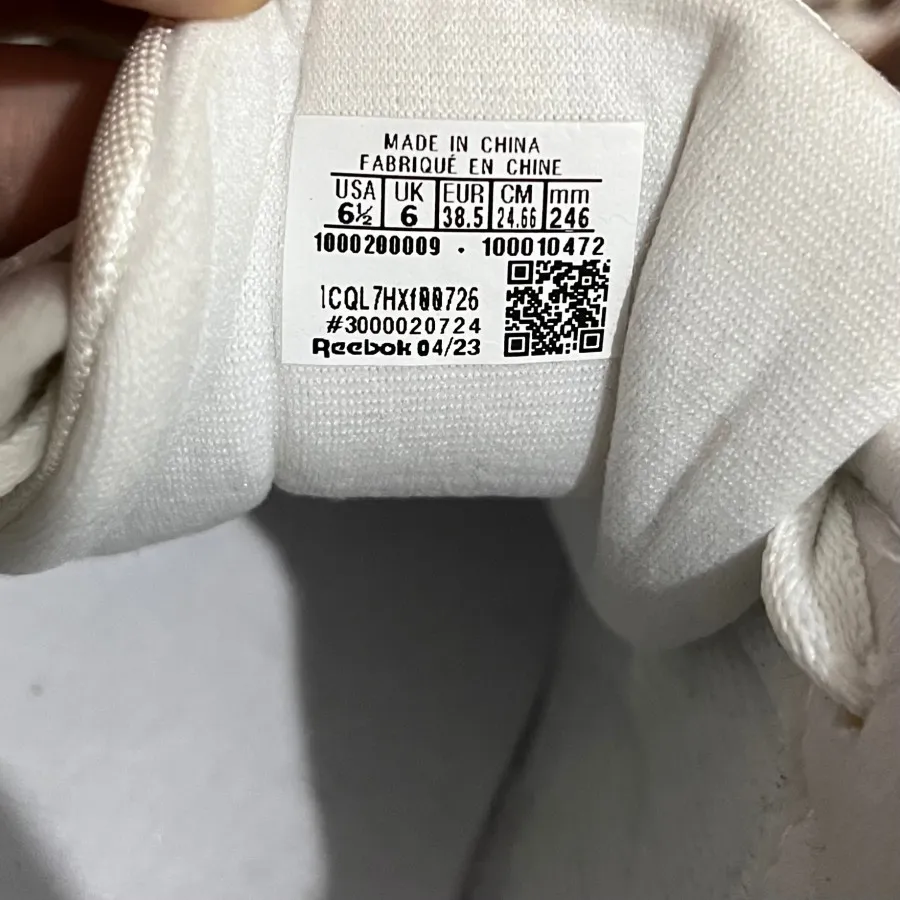 MADE IN CHINA
FABRIQUÉ EN CHINE
USA UK EUR CM mm
6½ 6 38.5 24.66 246
1000200009 · 100010472
#3000020724
Reebok 04/23